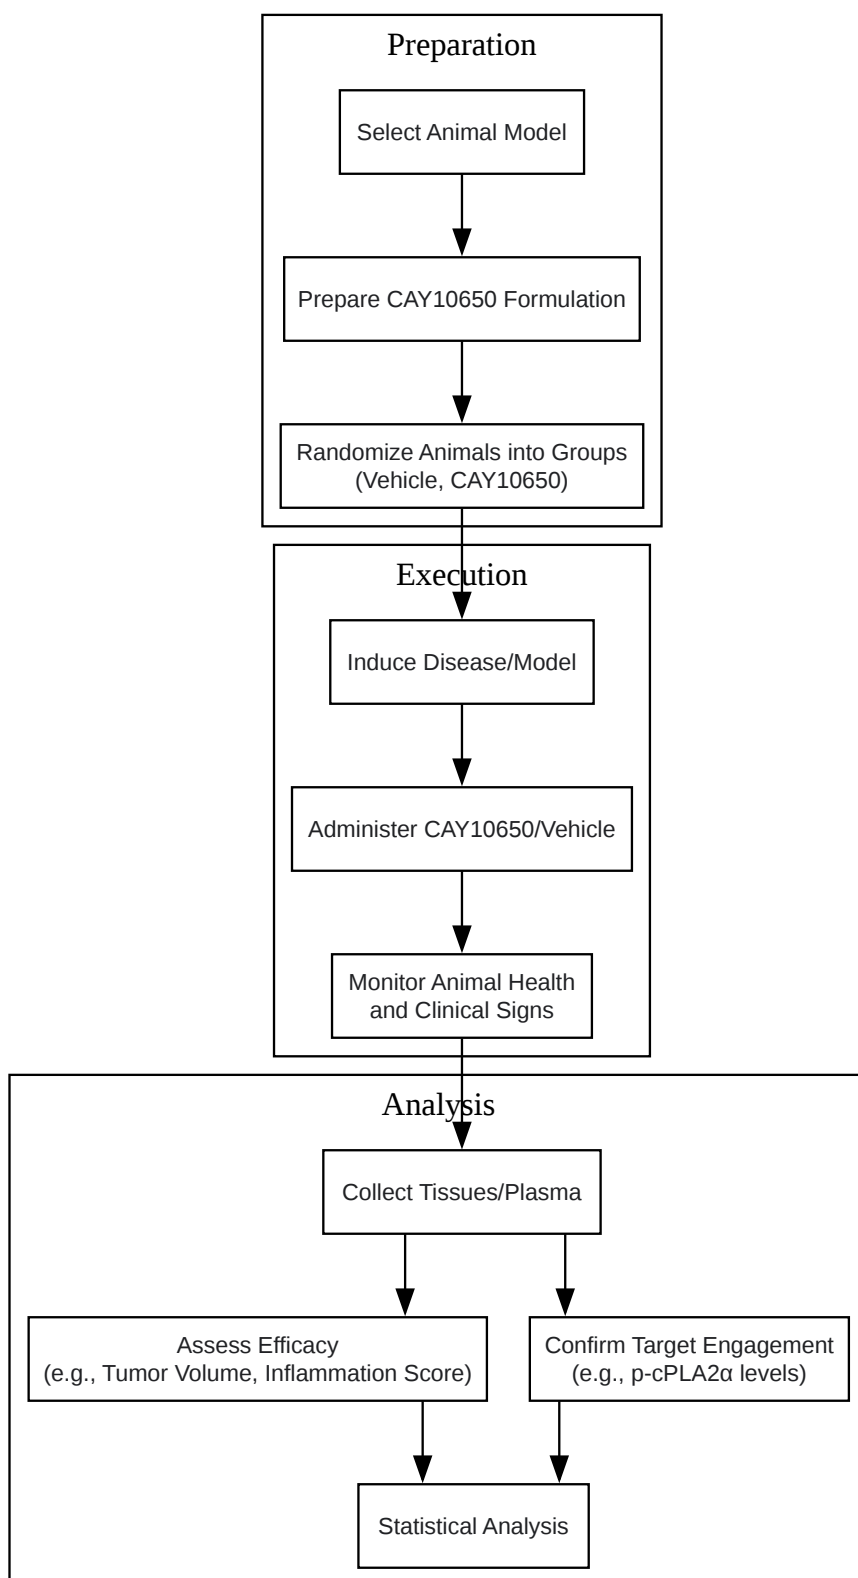 Preparation
Select Animal Model
Prepare CAY10650 Formulation
Randomize Animals into Groups
(Vehicle, CAY10650)
Execution
Induce Disease/Model
Administer CAY10650/Vehicle
Monitor Animal Health
and Clinical Signs
Analysis
Collect Tissues/Plasma
Assess Efficacy
(e.g., Tumor Volume, Inflammation Score)
Confirm Target Engagement
(e.g., p-cPLA2α levels)
Statistical Analysis